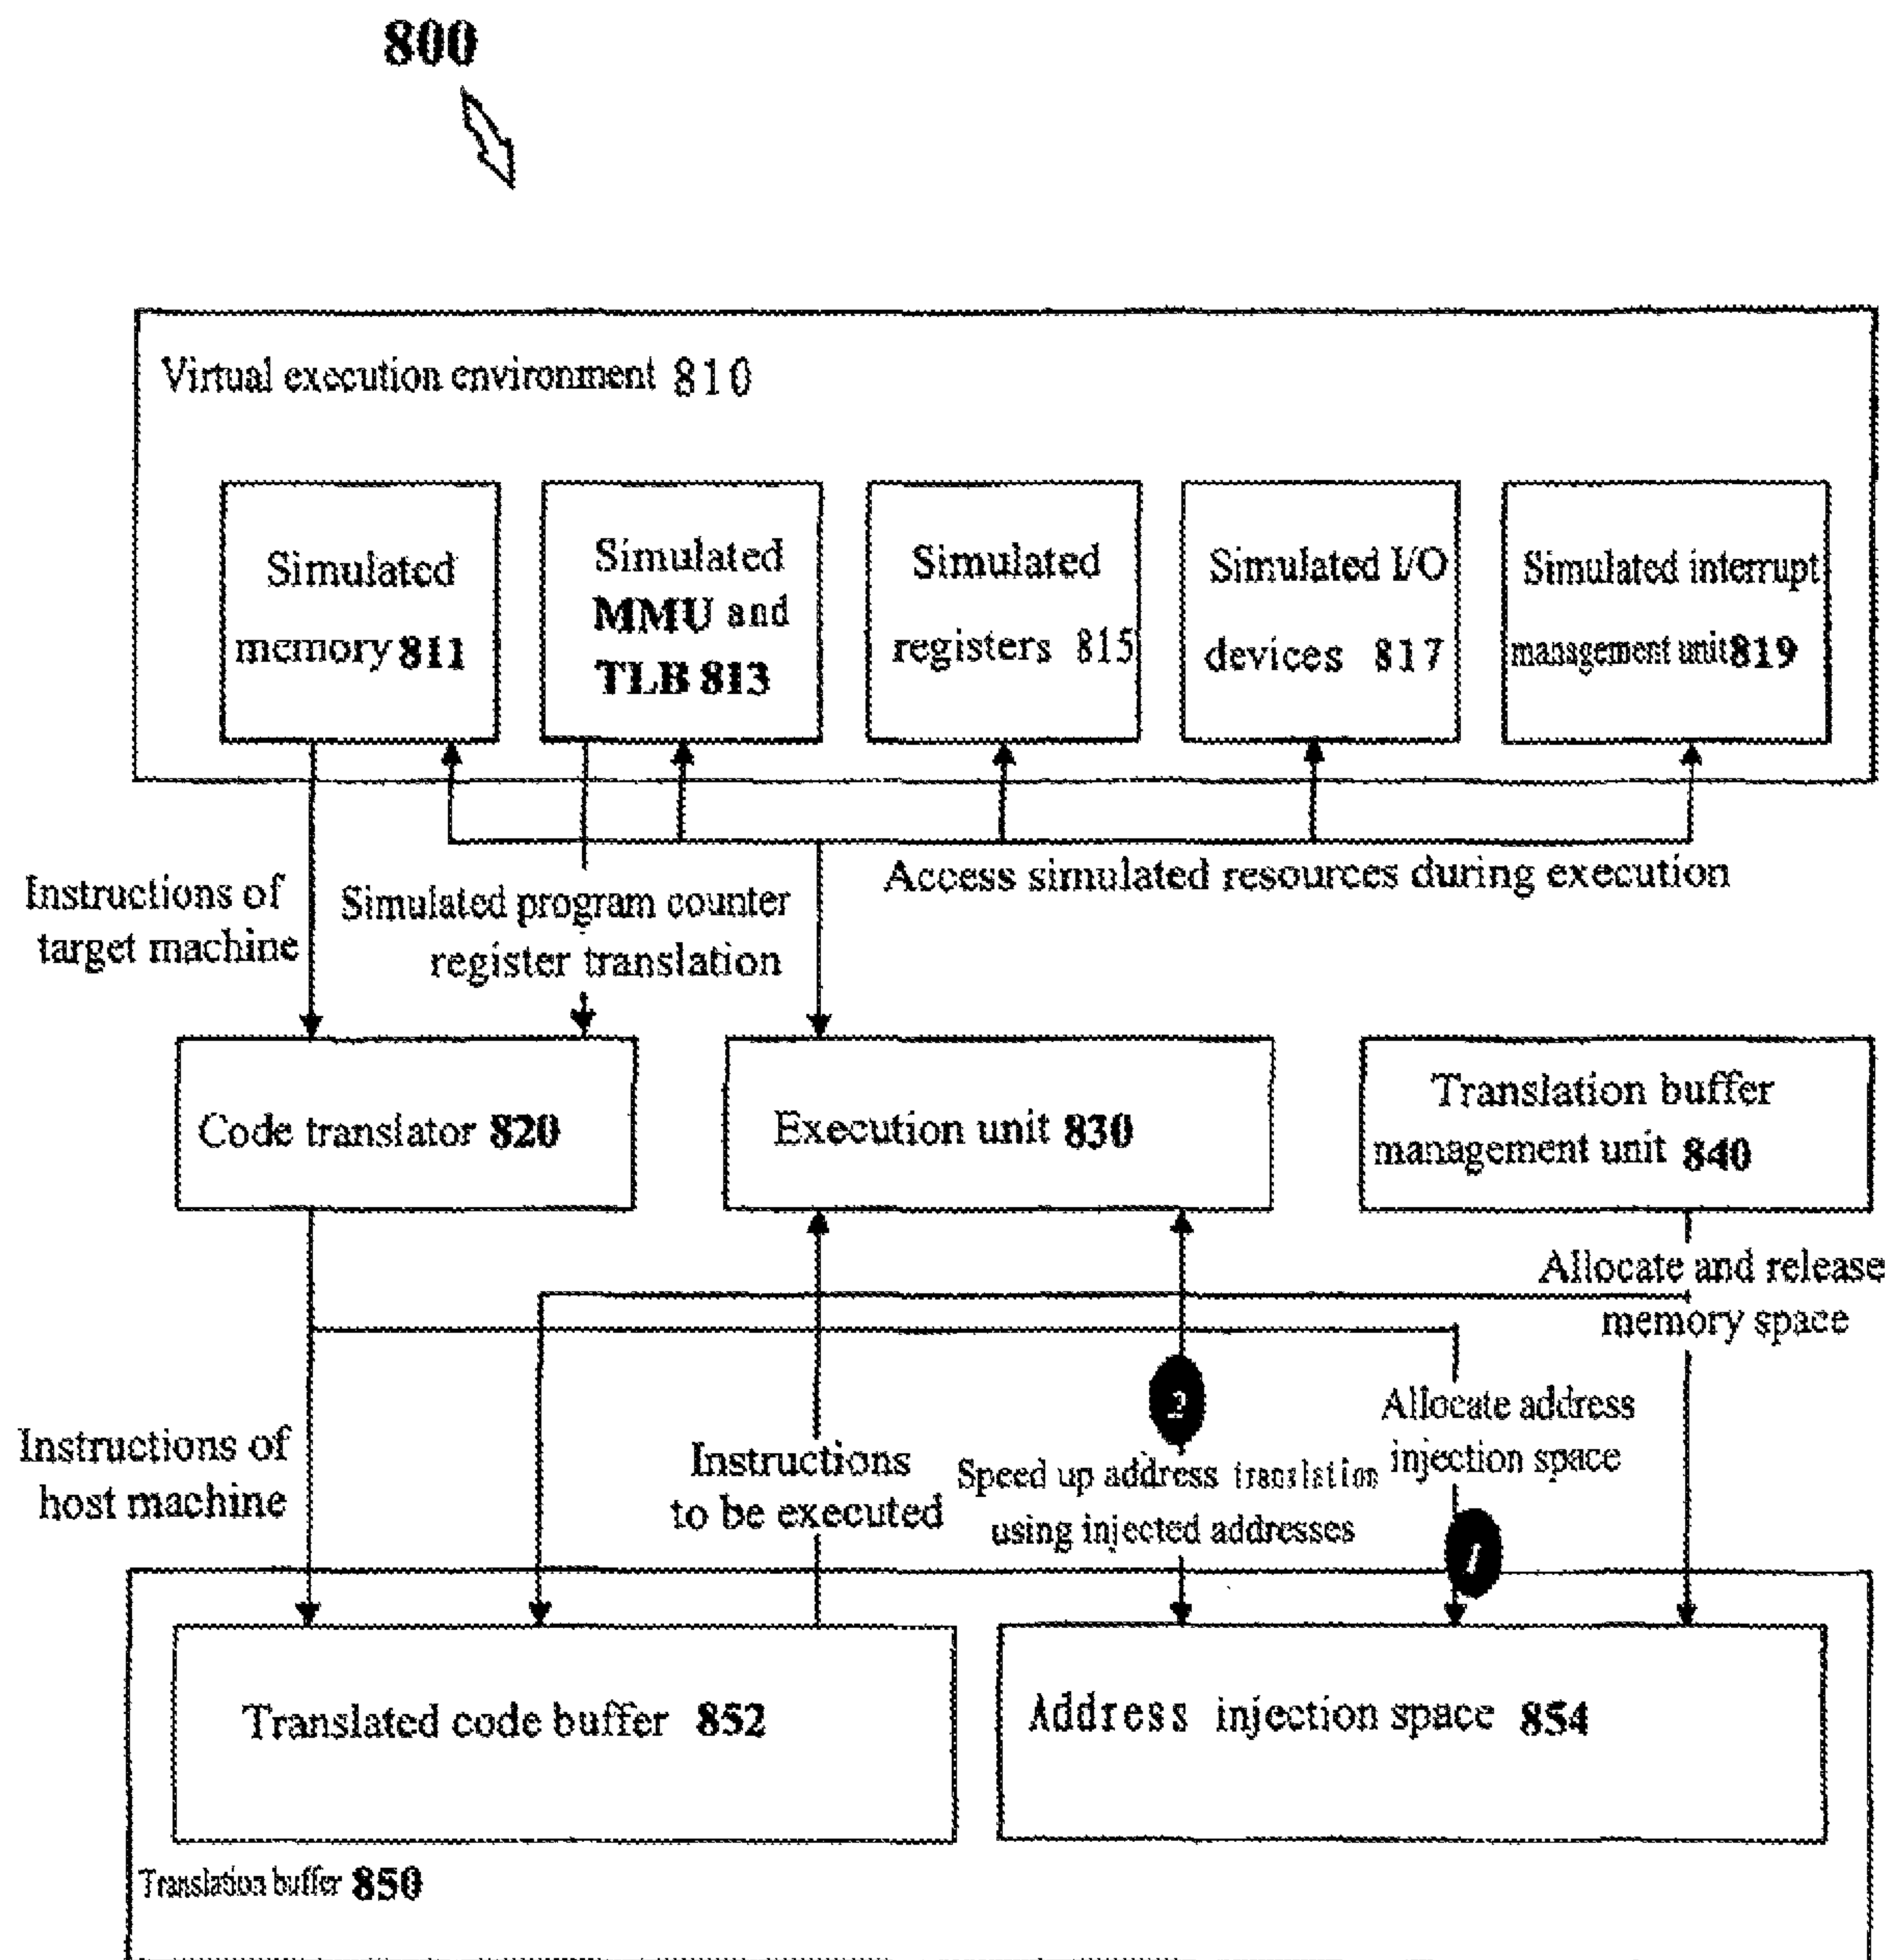 800
Virtual execution environment 810
Simulated
memory 811
Simulated
MMU and
TLB 813
Simulated
registers 815
Simulated I/O
devices 817
Simulated interrupt
management unit 819
Access simulated resources during execution
Instructions of
target machine
Simulated program counter
register translation
Code translator 820
Execution unit 830
Translation buffer
management unit 840
Allocate and release
memory space
Instructions of
host machine
Instructions
to be executed
2
Speed up address translation
using injected addresses
Allocate address
injection space
1
Translated code buffer 852
Address injection space 854
Translation buffer 850